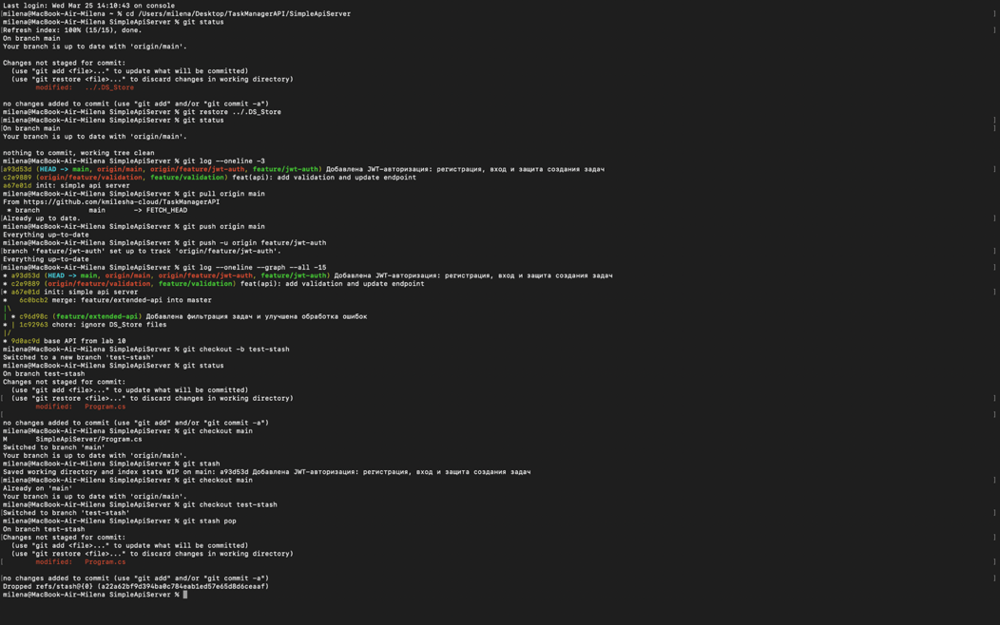 Last login: Wed Mar 25 14:10:43 on console
[milena@MacBook-Air-Milena ~ % cd /Users/milena/Desktop/TaskManagerAPI/SimpleApiServer ]
milena@MacBook-Air-Milena SimpleApiServer % git status
[Refresh index: 100% (15/15), done. ]
On branch main
Your branch is up to date with 'origin/main'.
Changes not staged for commit:
(use "git add <file>..." to update what will be committed)
(use "git restore <file>..." to discard changes in working directory)
modified: ../.DS_Store
no changes added to commit (use "git add" and/or "git commit -a")
milena@MacBook-Air-Milena SimpleApiServer % git restore ../.DS_Store
milena@MacBook-Air-Milena SimpleApiServer % git status ]
[On branch main ]
Your branch is up to date with 'origin/main'.
nothing to commit, working tree clean
milena@MacBook-Air-Milena SimpleApiServer % git log --oneline -3
[a93d53d (HEAD -> main, origin/main, origin/feature/jwt-auth, feature/jwt-auth) Добавлена JWT-авторизация: регистрация, вход и защита создания задач ]
c2e9889 (origin/feature/validation, feature/validation) feat(api): add validation and update endpoint
a67e01d init: simple api server
milena@MacBook-Air-Milena SimpleApiServer % git pull origin main
From https://github.com/kmilesha-cloud/TaskManagerAPI
* branch main -> FETCH_HEAD
[Already up to date. ]
milena@MacBook-Air-Milena SimpleApiServer % git push origin main
Everything up-to-date
milena@MacBook-Air-Milena SimpleApiServer % git push -u origin feature/jwt-auth
[branch 'feature/jwt-auth' set up to track 'origin/feature/jwt-auth'. ]
Everything up-to-date
milena@MacBook-Air-Milena SimpleApiServer % git log --oneline --graph --all -15
* a93d53d (HEAD -> main, origin/main, origin/feature/jwt-auth, feature/jwt-auth) Добавлена JWT-авторизация: регистрация, вход и защита создания задач
* c2e9889 (origin/feature/validation, feature/validation) feat(api): add validation and update endpoint
[* a67e01d init: simple api server ]
*   6c0bcb2 merge: feature/extended-api into master
|\
| * c96d98c (feature/extended-api) Добавлена фильтрация задач и улучшена обработка ошибок
* | 1c92963 chore: ignore DS_Store files
|/
* 9d0ac9d base API from lab 10
milena@MacBook-Air-Milena SimpleApiServer % git checkout -b test-stash
Switched to a new branch 'test-stash'
milena@MacBook-Air-Milena SimpleApiServer % git status
On branch test-stash
Changes not staged for commit:
(use "git add <file>..." to update what will be committed)
[ (use "git restore <file>..." to discard changes in working directory) ]
modified: Program.cs
[ ]
no changes added to commit (use "git add" and/or "git commit -a")
milena@MacBook-Air-Milena SimpleApiServer % git checkout main
M SimpleApiServer/Program.cs
Switched to branch 'main'
Your branch is up to date with 'origin/main'.
milena@MacBook-Air-Milena SimpleApiServer % git stash
Saved working directory and index state WIP on main: a93d53d Добавлена JWT-авторизация: регистрация, вход и защита создания задач
[milena@MacBook-Air-Milena SimpleApiServer % git checkout main ]
Already on 'main'
Your branch is up to date with 'origin/main'.
milena@MacBook-Air-Milena SimpleApiServer % git checkout test-stash
[Switched to branch 'test-stash' ]
milena@MacBook-Air-Milena SimpleApiServer % git stash pop
On branch test-stash
[Changes not staged for commit: ]
(use "git add <file>..." to update what will be committed)
(use "git restore <file>..." to discard changes in working directory)
[ modified: Program.cs ]
[no changes added to commit (use "git add" and/or "git commit -a") ]
Dropped refs/stash@{0} (a22a62bf9d394ba0c784eab1ed57e65d8d6ceaaf)
milena@MacBook-Air-Milena SimpleApiServer %